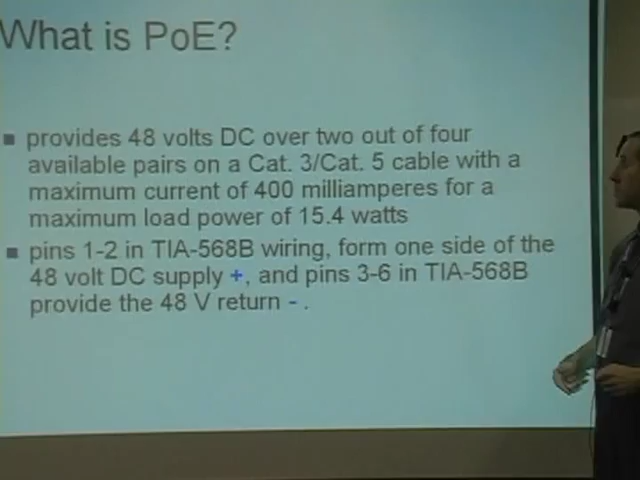 What is PoE?
provides 48 volts DC over two out of four
available pairs on a Cat. 3/Cat. 5 cable with a
maximum current of 400 milliamperes for a
maximum load power of 15.4 watts
pins 1-2 in TIA-568B wiring, form one side of the
48 volt DC supply +, and pins 3-6 in TIA-568B
provide the 48 V return - .